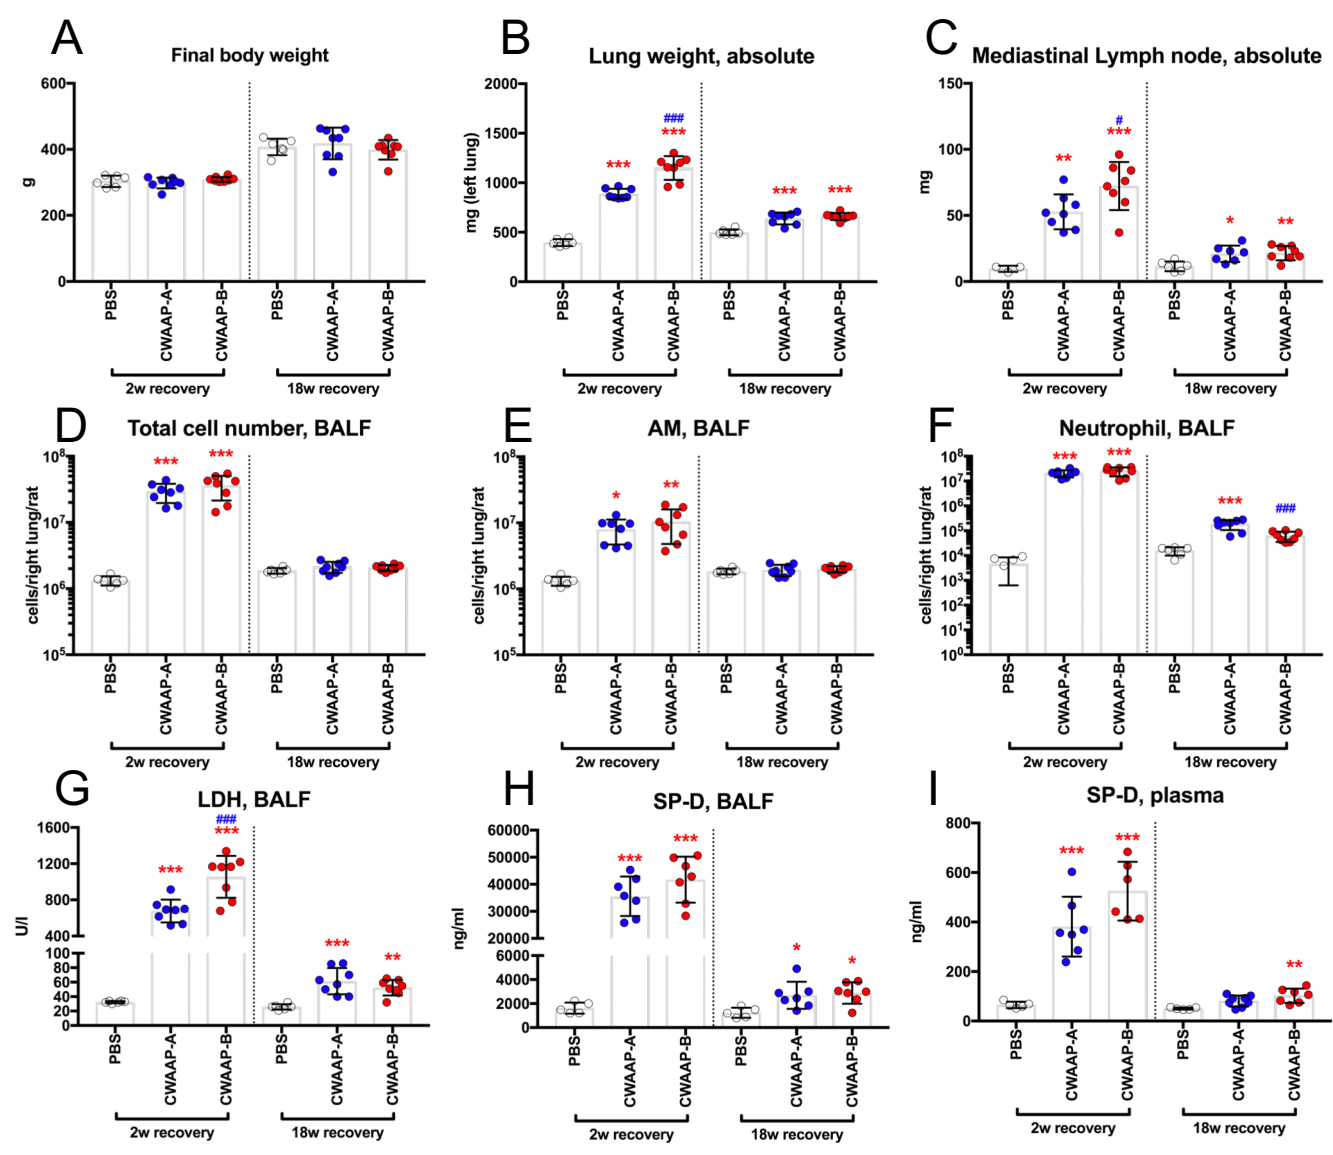 A
Final body weight
g
600
400
200
0
PBS
CWAAP-A
CWAAP-B
PBS
CWAAP-A
CWAAP-B
2w recovery
18w recovery
B
Lung weight, absolute
mg (left lung)
2000
1500
1000
500
0
***
###
***
***
***
PBS
CWAAP-A
CWAAP-B
PBS
CWAAP-A
CWAAP-B
2w recovery
18w recovery
C
Mediastinal Lymph node, absolute
mg
150
100
50
0
**
#
***
*
**
PBS
CWAAP-A
CWAAP-B
PBS
CWAAP-A
CWAAP-B
2w recovery
18w recovery
D
Total cell number, BALF
cells/right lung/rat
10⁸
10⁷
10⁶
10⁵
***
***
PBS
CWAAP-A
CWAAP-B
PBS
CWAAP-A
CWAAP-B
2w recovery
18w recovery
E
AM, BALF
cells/right lung/rat
10⁸
10⁷
10⁶
10⁵
*
**
PBS
CWAAP-A
CWAAP-B
PBS
CWAAP-A
CWAAP-B
2w recovery
18w recovery
F
Neutrophil, BALF
cells/right lung/rat
10⁸
10⁷
10⁶
10⁵
10⁴
10³
10²
10¹
10⁰
***
***
***
###
PBS
CWAAP-A
CWAAP-B
PBS
CWAAP-A
CWAAP-B
2w recovery
18w recovery
G
LDH, BALF
U/l
1600
1200
800
400
100
80
60
40
20
0
***
###
***
***
**
PBS
CWAAP-A
CWAAP-B
PBS
CWAAP-A
CWAAP-B
2w recovery
18w recovery
H
SP-D, BALF
ng/ml
60000
50000
40000
30000
20000
6000
4000
2000
0
***
***
*
*
PBS
CWAAP-A
CWAAP-B
PBS
CWAAP-A
CWAAP-B
2w recovery
18w recovery
I
SP-D, plasma
ng/ml
800
600
400
200
0
***
***
**
PBS
CWAAP-A
CWAAP-B
PBS
CWAAP-A
CWAAP-B
2w recovery
18w recovery